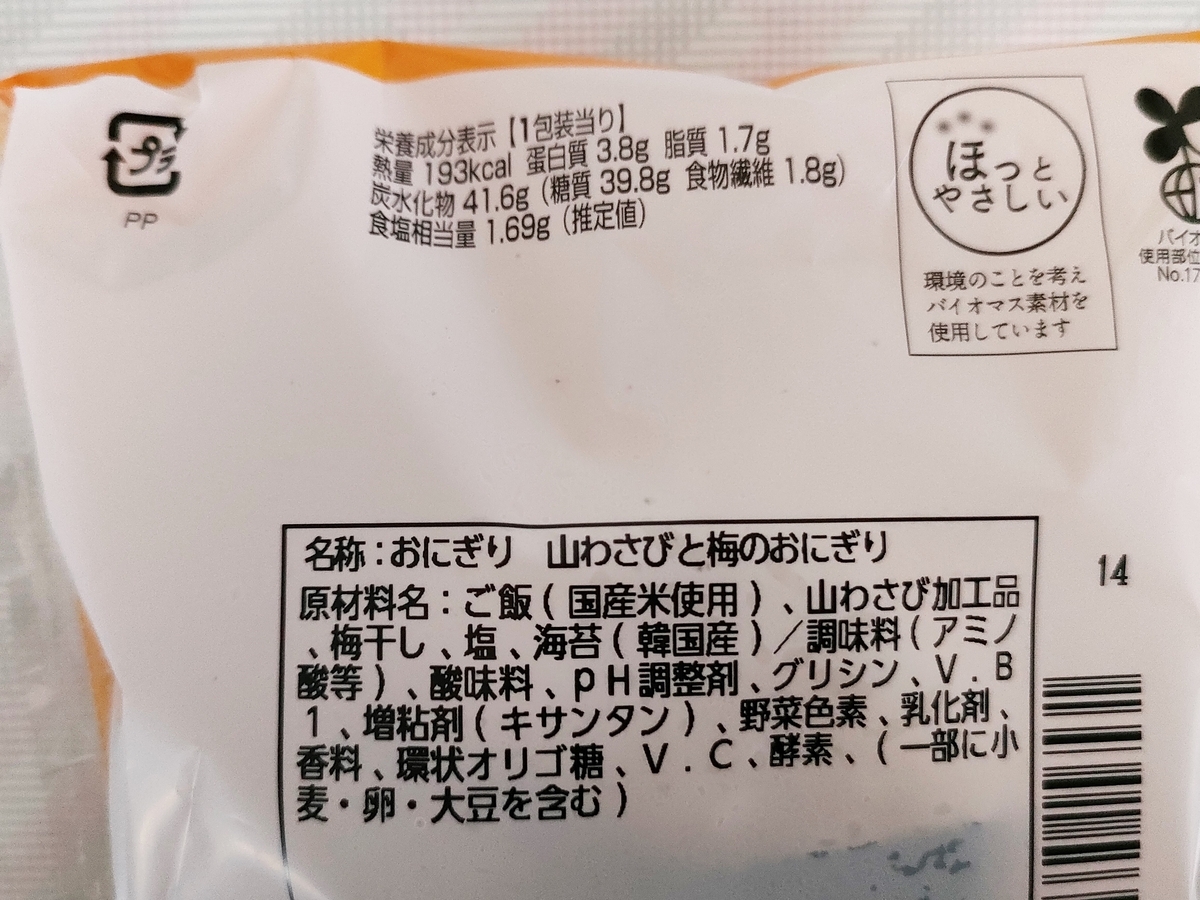 プラ
PP
栄養成分表示【1包装当り】
熱量 193kcal 蛋白質 3.8g 脂質 1.7g
炭水化物 41.6g（糖質 39.8g 食物繊維 1.8g）
食塩相当量 1.69g（推定値）
ほっと
やさしい
環境のことを考え
バイオマス素材を
使用しています
バイオ
使用部位
No.17
名称：おにぎり　山わさびと梅のおにぎり
原材料名：ご飯（国産米使用）、山わさび加工品
、梅干し、塩、海苔（韓国産）／調味料（アミノ
酸等）、酸味料、pH調整剤、グリシン、V．B
1、増粘剤（キサンタン）、野菜色素、乳化剤、
香料、環状オリゴ糖、V．C、酵素、（一部に小
麦・卵・大豆を含む）
14